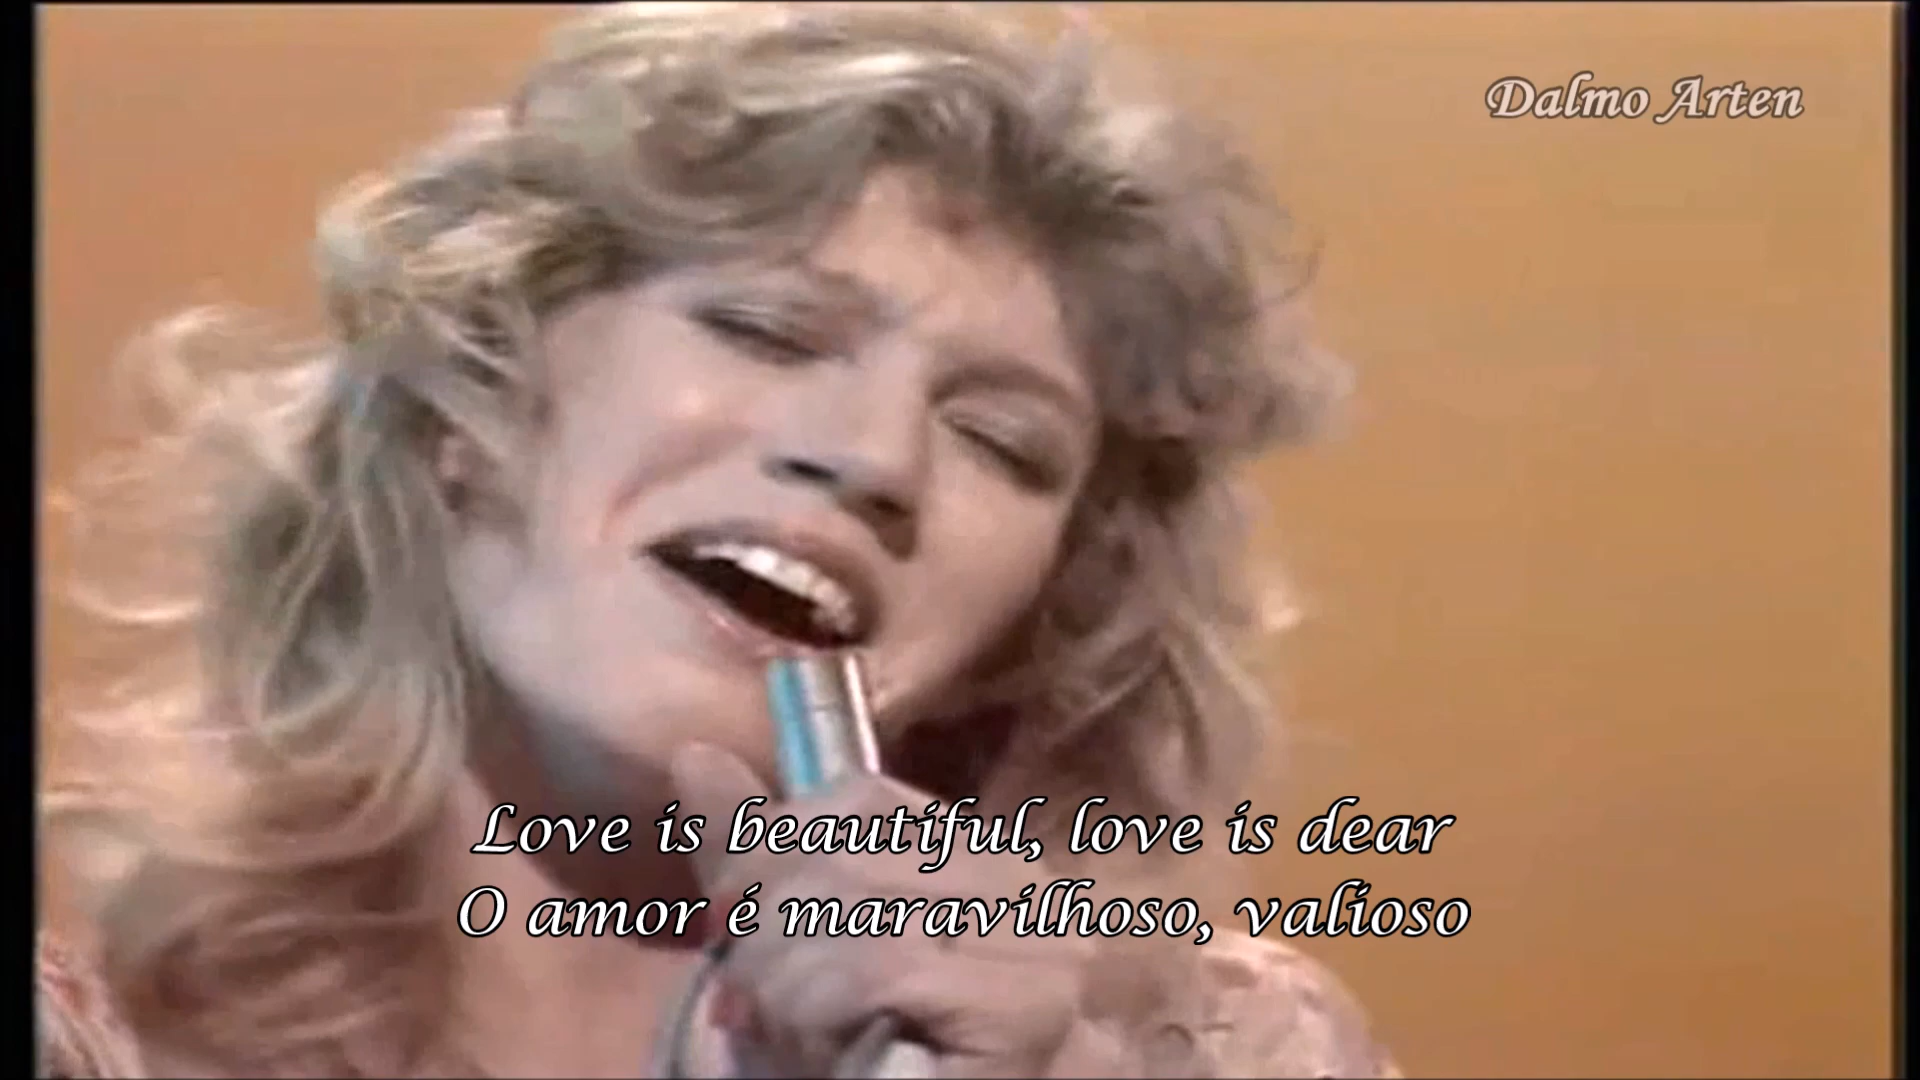 Dalmo Arten
Love is beautiful, love is dear
O amor é maravilhoso, valioso